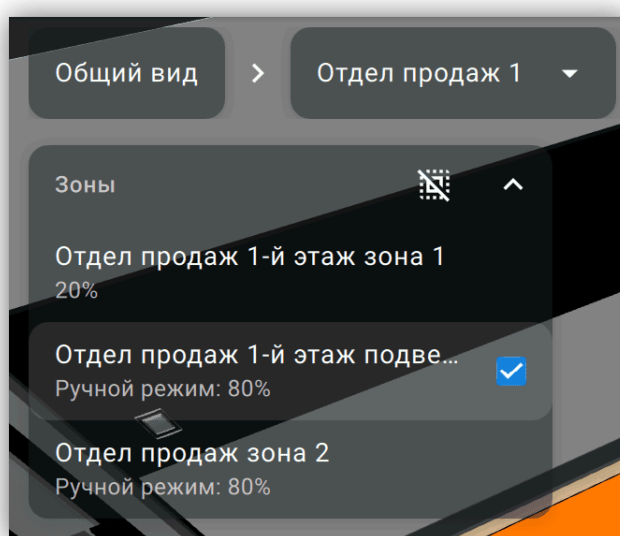 Общий вид
Отдел продаж 1
Зоны
Отдел продаж 1-й этаж зона 1
20%
Отдел продаж 1-й этаж подве...
Ручной режим: 80%
Отдел продаж зона 2
Ручной режим: 80%